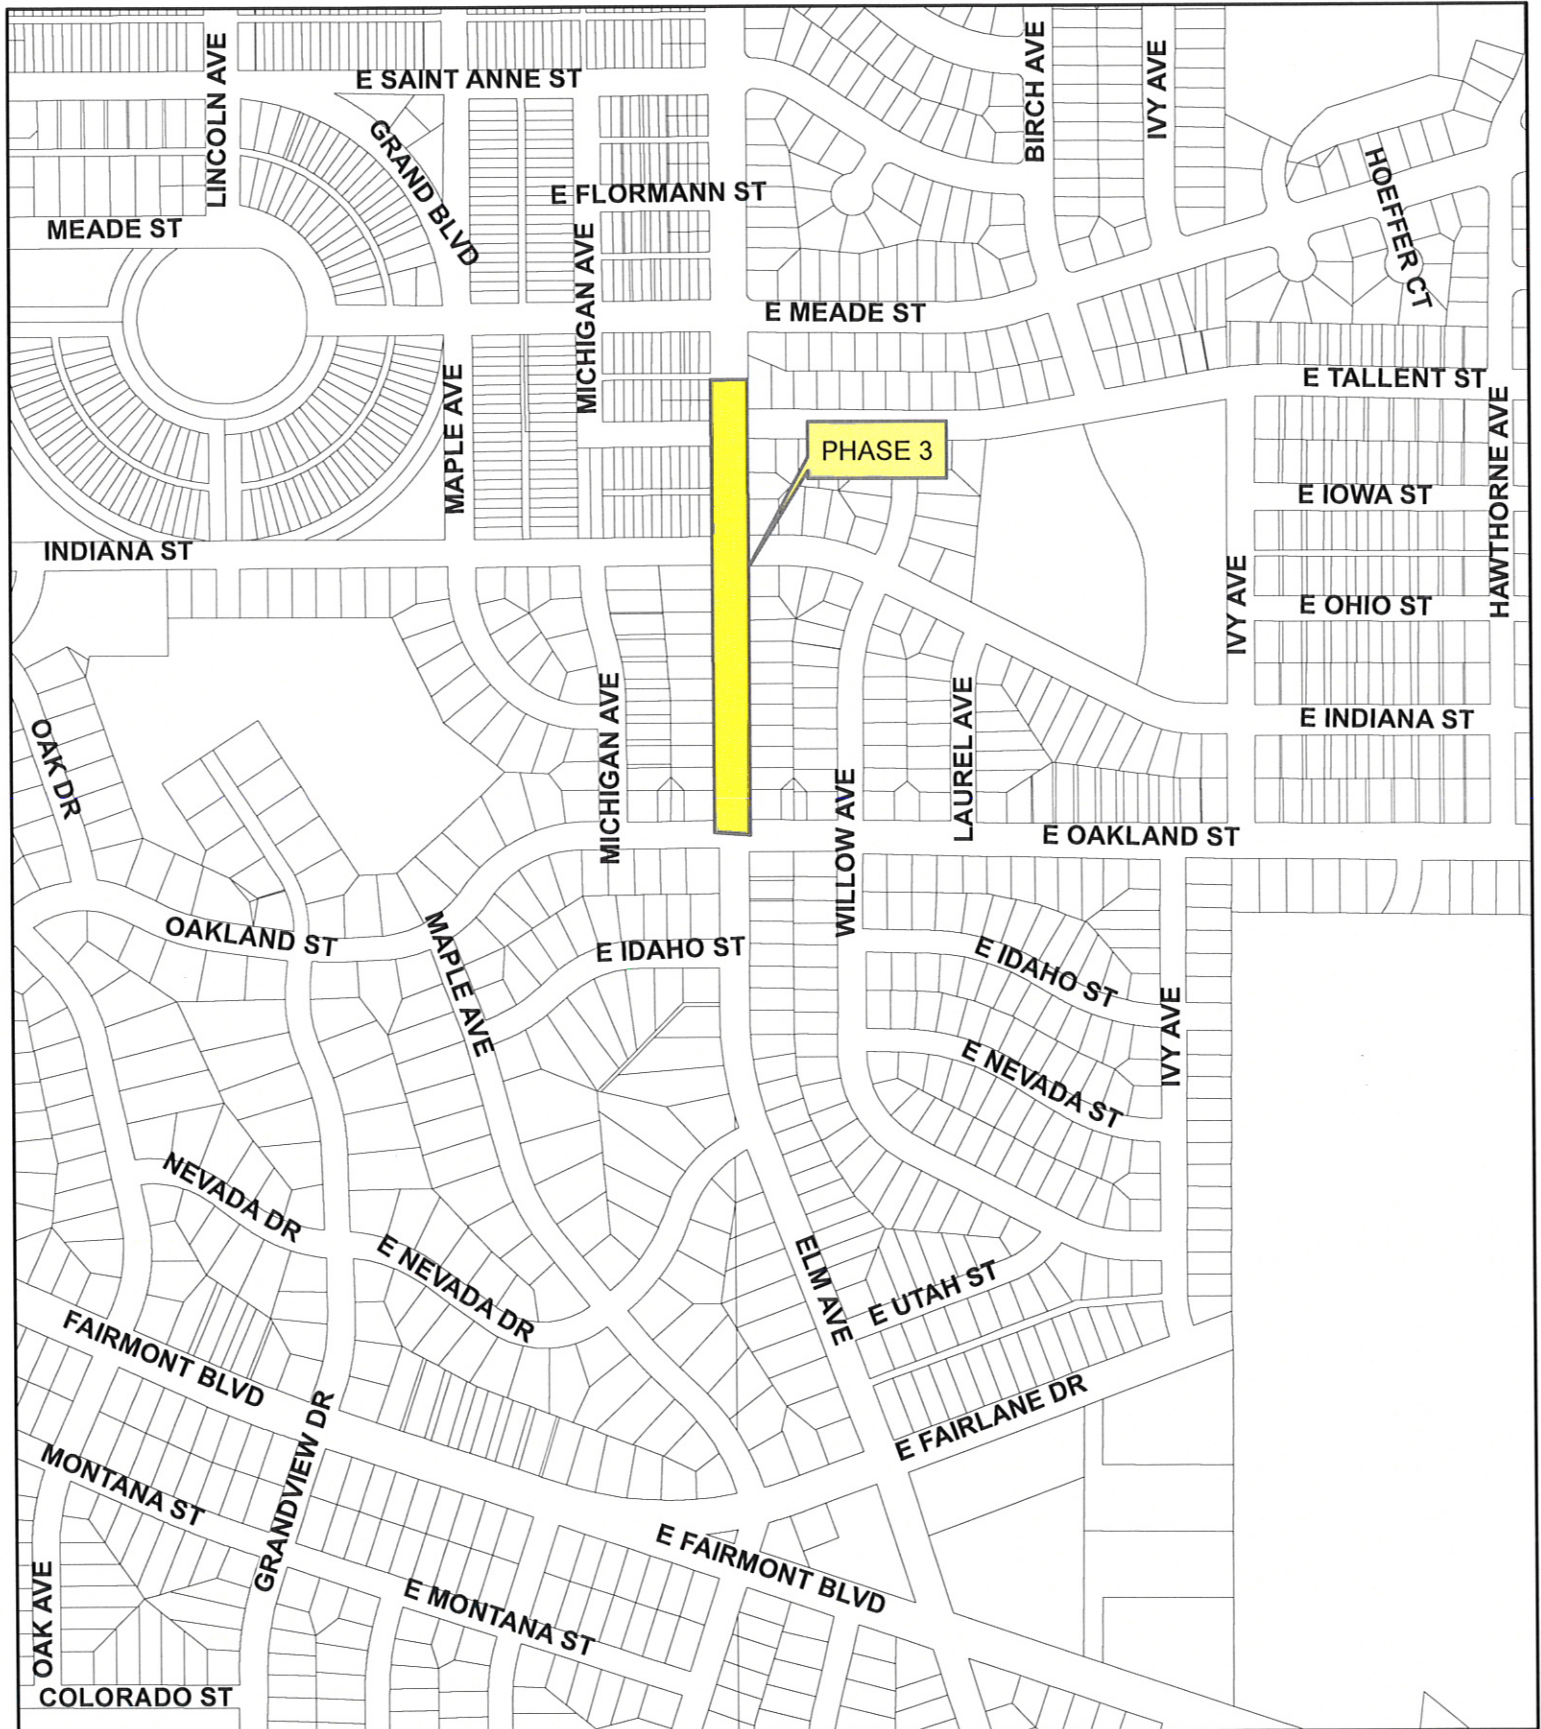 E SAINT ANNE ST
LINCOLN AVE
BIRCH AVE
IVY AVE
GRAND BLVD
E FLORMANN ST
HOEFFER CT
MEADE ST
MICHIGAN AVE
E MEADE ST
E TALLENT ST
MAPLE AVE
PHASE 3
HAWTHORNE AVE
E IOWA ST
INDIANA ST
IVY AVE
E OHIO ST
MICHIGAN AVE
LAUREL AVE
E INDIANA ST
OAK DR
WILLOW AVE
E OAKLAND ST
OAKLAND ST
MAPLE AVE
E IDAHO ST
E IDAHO ST
IVY AVE
E NEVADA ST
NEVADA DR
E NEVADA DR
ELM AVE
E UTAH ST
FAIRMONT BLVD
GRANDVIEW DR
E FAIRLANE DR
MONTANA ST
E FAIRMONT BLVD
OAK AVE
E MONTANA ST
COLORADO ST